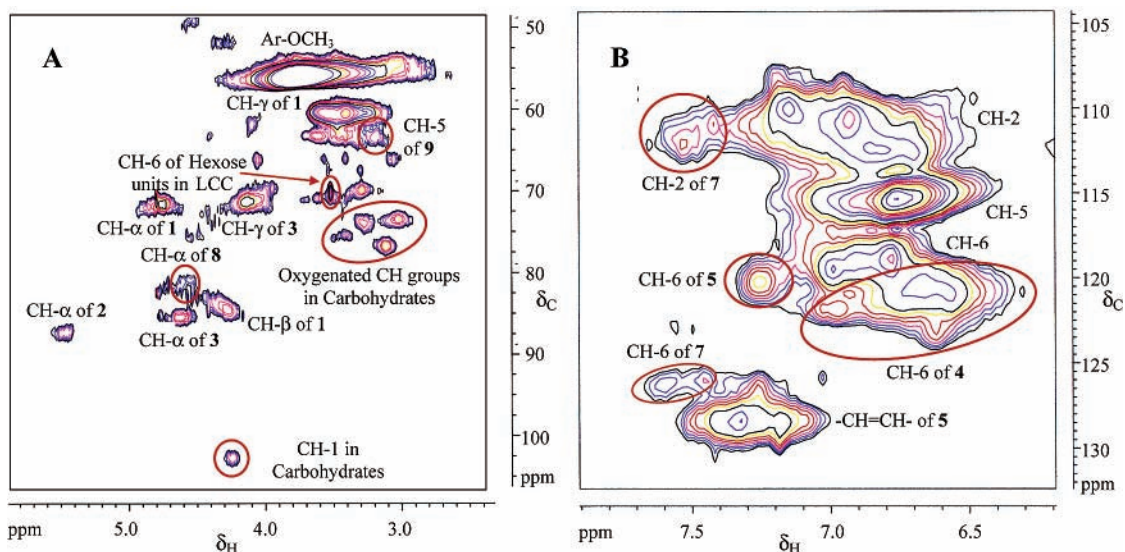 A
Ar-OCH3
CH-γ of 1
CH-5
of 9
CH-6 of Hexose
units in LCC
CH-α of 1
CH-γ of 3
CH-α of 8
Oxygenated CH groups
in Carbohydrates
CH-α of 2
CH-β of 1
CH-α of 3
CH-1 in
Carbohydrates
50
60
70
80
δC
90
100
ppm
ppm
5.0
4.0
3.0
δH
B
CH-2
CH-2 of 7
CH-5
CH-6
CH-6 of 5
CH-6 of 7
CH-6 of 4
-CH=CH- of 5
105
110
115
120
δC
125
130
ppm
ppm
7.5
7.0
6.5
δH